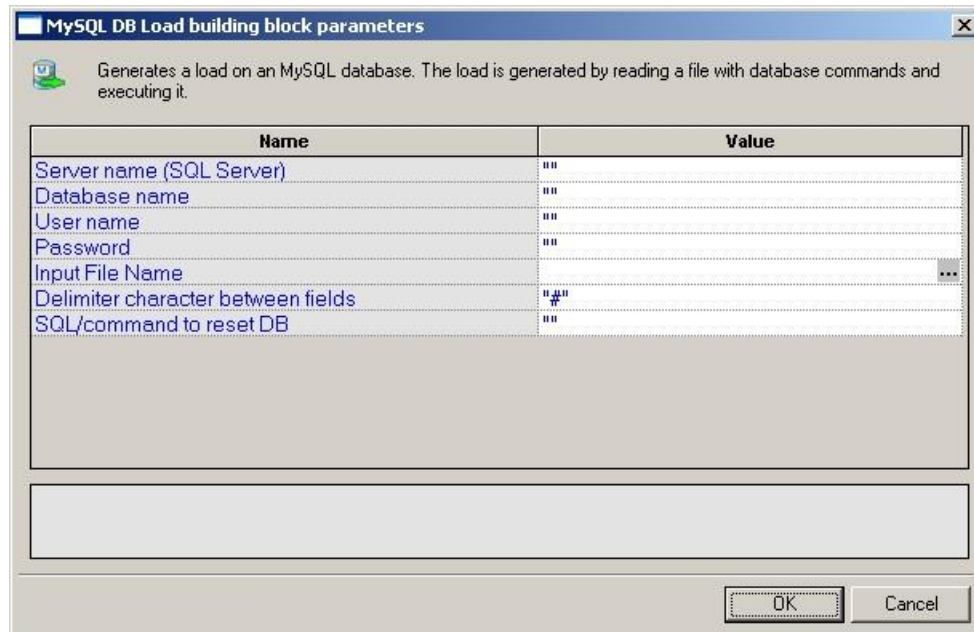 MySQL DB Load building block parameters
Generates a load on an MySQL database. The load is generated by reading a file with database commands and
executing it.
Name Value
Server name (SQL Server) ""
Database name ""
User name ""
Password ""
Input File Name ...
Delimiter character between fields "#"
SQL/command to reset DB ""
OK Cancel